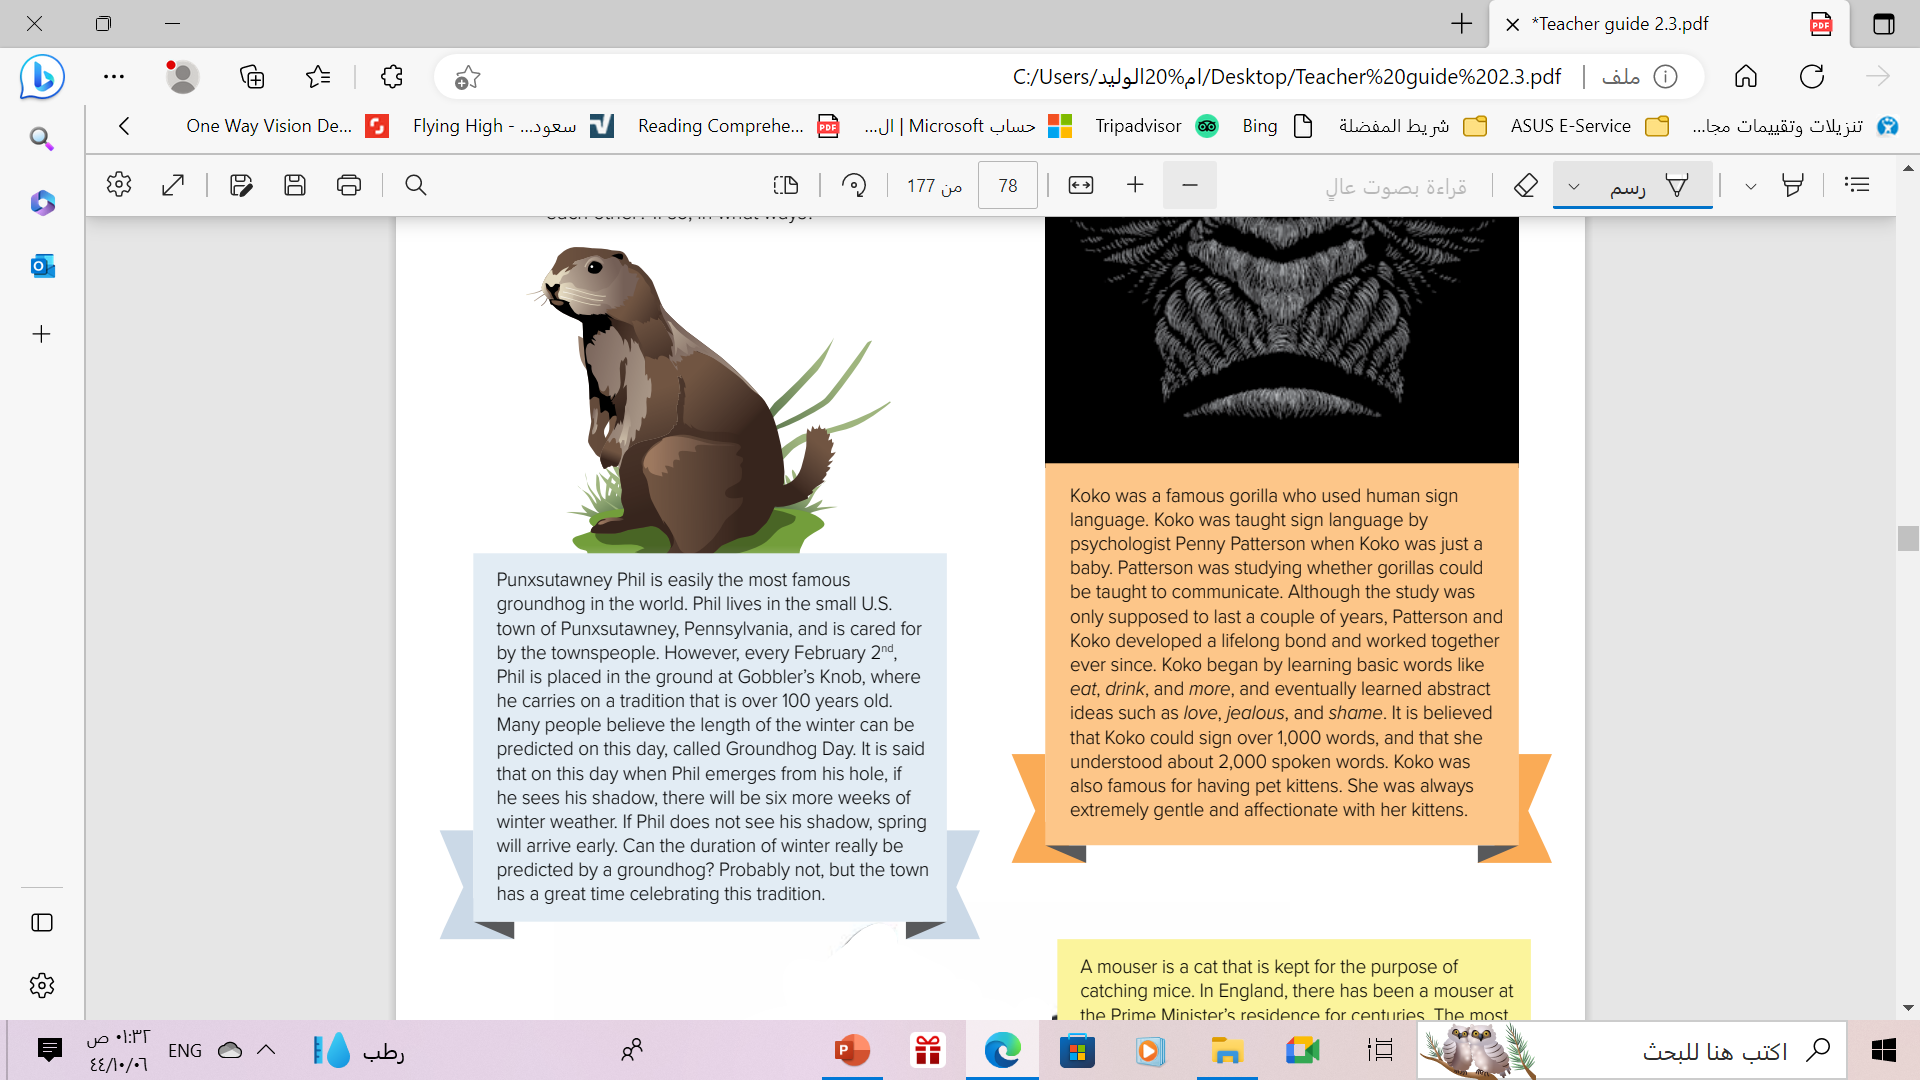 *Teacher guide 2.3.pdf
C:/Users/ام%20الوليد/Desktop/Teacher%20guide%202.3.pdf
ملف
One Way Vision De...
Flying High - سعود...
Reading Comprehe...
حساب Microsoft | ال...
Tripadvisor
Bing
شريط المفضلة
ASUS E-Service
تنزيلات وتقييمات مجا...
من 177
78
قراءة بصوت عالٍ
رسم
Punxsutawney Phil is easily the most famous
groundhog in the world. Phil lives in the small U.S.
town of Punxsutawney, Pennsylvania, and is cared for
by the townspeople. However, every February 2nd,
Phil is placed in the ground at Gobbler's Knob, where
he carries on a tradition that is over 100 years old.
Many people believe the length of the winter can be
predicted on this day, called Groundhog Day. It is said
that on this day when Phil emerges from his hole, if
he sees his shadow, there will be six more weeks of
winter weather. If Phil does not see his shadow, spring
will arrive early. Can the duration of winter really be
predicted by a groundhog? Probably not, but the town
has a great time celebrating this tradition.
Koko was a famous gorilla who used human sign
language. Koko was taught sign language by
psychologist Penny Patterson when Koko was just a
baby. Patterson was studying whether gorillas could
be taught to communicate. Although the study was
only supposed to last a couple of years, Patterson and
Koko developed a lifelong bond and worked together
ever since. Koko began by learning basic words like
eat, drink, and more, and eventually learned abstract
ideas such as love, jealous, and shame. It is believed
that Koko could sign over 1,000 words, and that she
understood about 2,000 spoken words. Koko was
also famous for having pet kittens. She was always
extremely gentle and affectionate with her kittens.
A mouser is a cat that is kept for the purpose of
catching mice. In England, there has been a mouser at
the Prime Minister's residence for centuries. The most
٠١:٣٢ ص
٤٤/١٠/٠٦
ENG
رطب
اكتب هنا للبحث